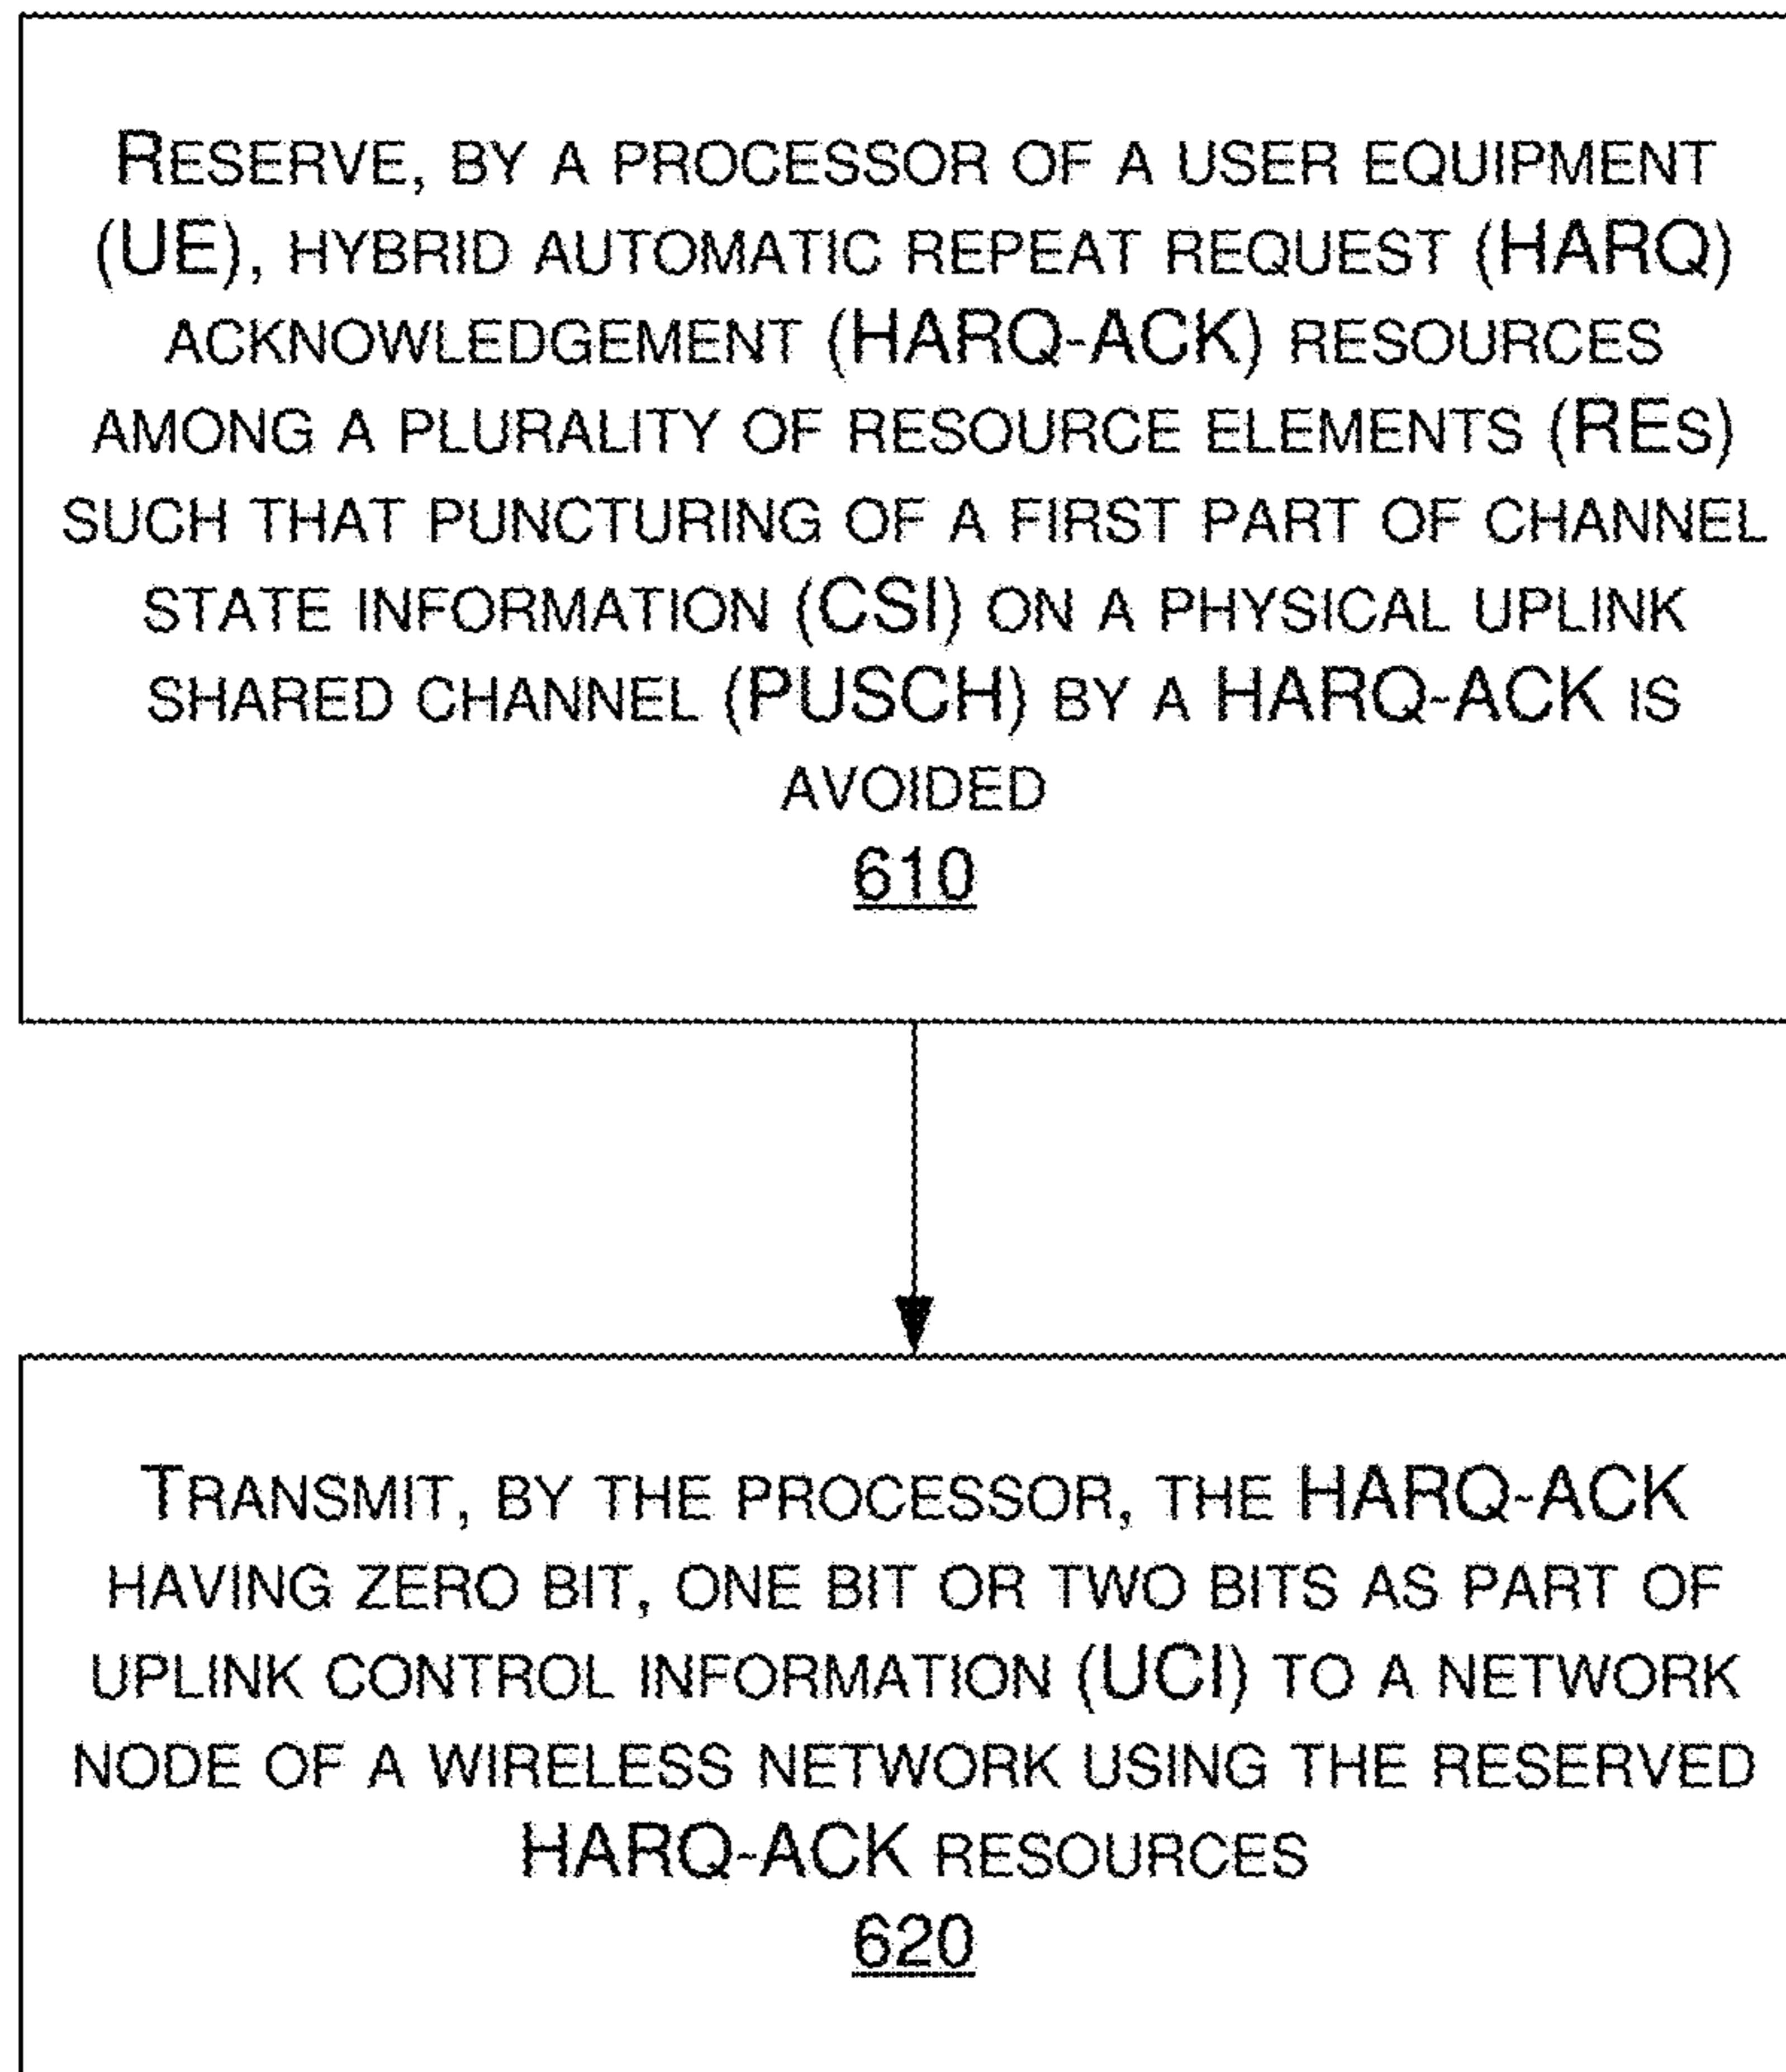 RESERVE, BY A PROCESSOR OF A USER EQUIPMENT
(UE), HYBRID AUTOMATIC REPEAT REQUEST (HARQ)
ACKNOWLEDGEMENT (HARQ-ACK) RESOURCES
AMONG A PLURALITY OF RESOURCE ELEMENTS (REs)
SUCH THAT PUNCTURING OF A FIRST PART OF CHANNEL
STATE INFORMATION (CSI) ON A PHYSICAL UPLINK
SHARED CHANNEL (PUSCH) BY A HARQ-ACK IS
AVOIDED
610
TRANSMIT, BY THE PROCESSOR, THE HARQ-ACK
HAVING ZERO BIT, ONE BIT OR TWO BITS AS PART OF
UPLINK CONTROL INFORMATION (UCI) TO A NETWORK
NODE OF A WIRELESS NETWORK USING THE RESERVED
HARQ-ACK RESOURCES
620